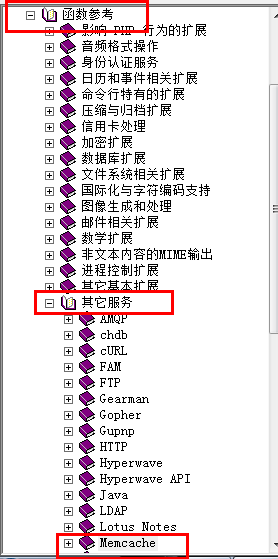 函数参考
影响 PHP 行为的扩展
音频格式操作
身份认证服务
日历和事件相关扩展
命令行特有的扩展
压缩与归档扩展
信用卡处理
加密扩展
数据库扩展
文件系统相关扩展
国际化与字符编码支持
图像生成和处理
邮件相关扩展
数学扩展
非文本内容的MIME输出
进程控制扩展
其它基本扩展
其它服务
AMQP
chdb
cURL
FAM
FTP
Gearman
Gopher
Gupnp
HTTP
Hyperwave
Hyperwave API
Java
LDAP
Lotus Notes
Memcache